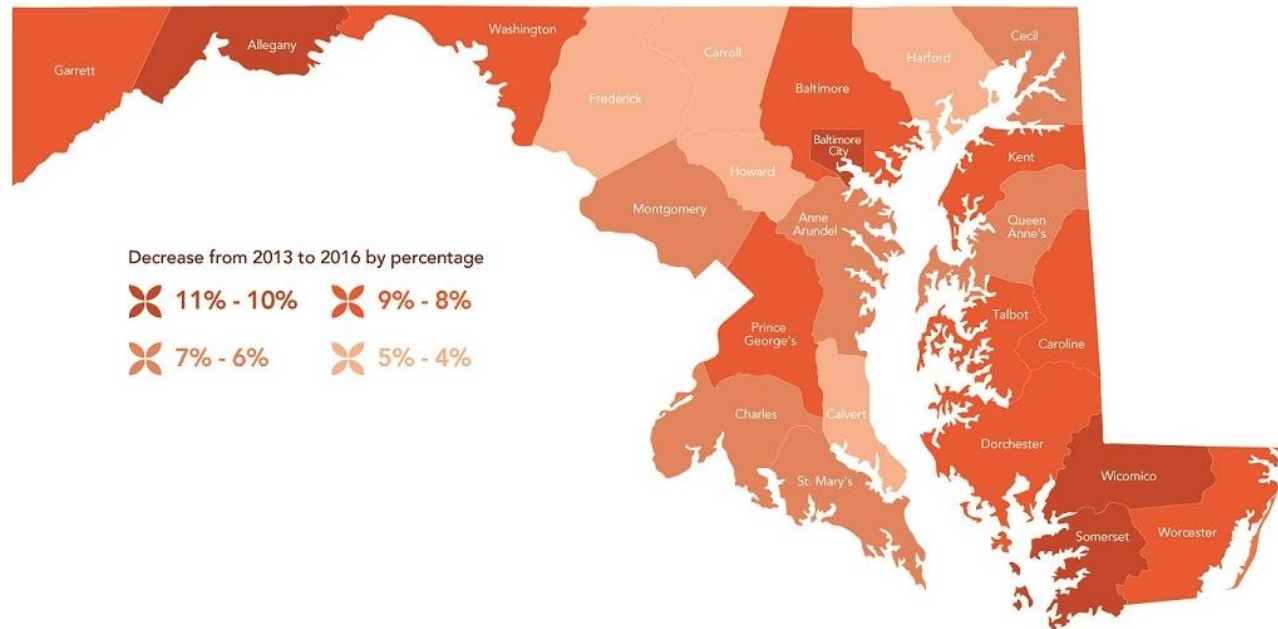 Garrett
Allegany
Washington
Frederick
Carroll
Baltimore
Harford
Cecil
Baltimore
City
Howard
Montgomery
Anne
Arundel
Kent
Queen
Anne's
Decrease from 2013 to 2016 by percentage
11% - 10%
9% - 8%
7% - 6%
5% - 4%
Prince
George's
Talbot
Caroline
Charles
Calvert
St. Mary's
Dorchester
Wicomico
Somerset
Worcester